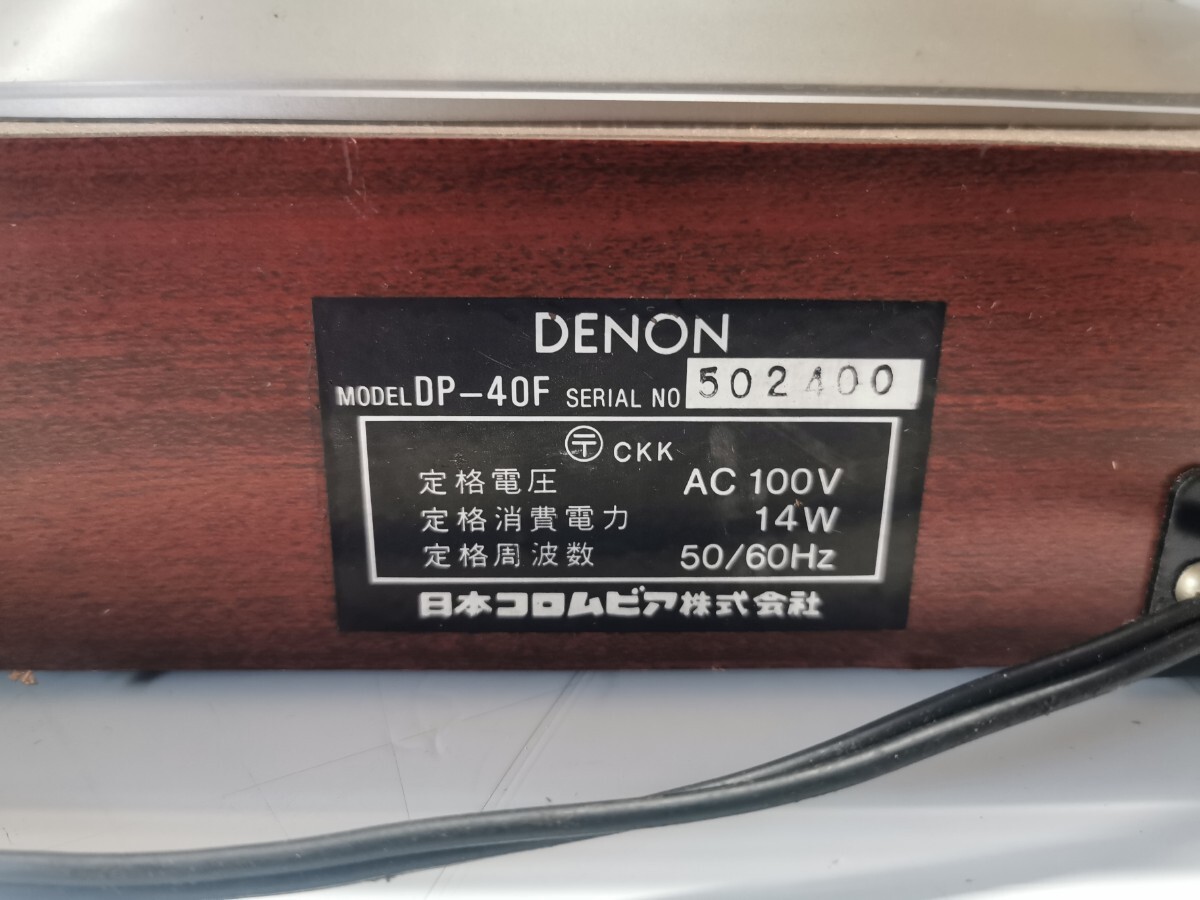 DENON
MODEL DP-40F SERIAL NO 502400
〶 CKK
定格電圧 AC 100V
定格消費電力 14W
定格周波数 50/60Hz
日本コロムビア株式会社